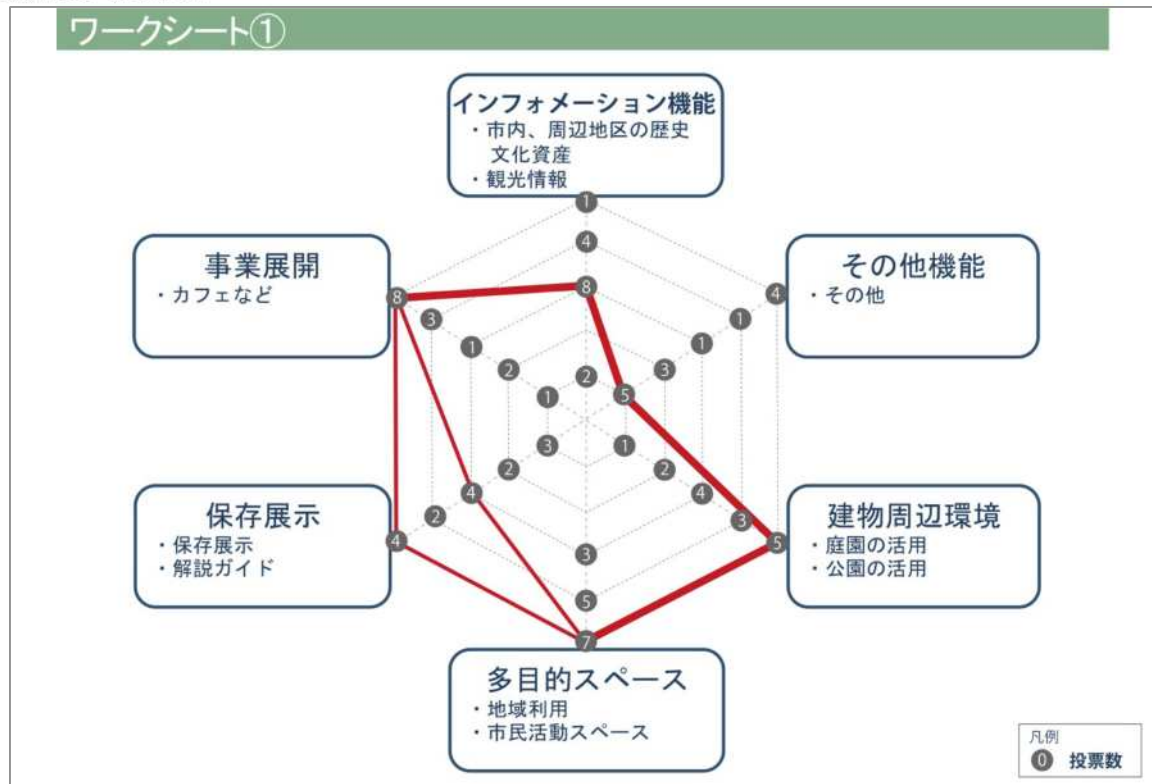 ワークシート①
インフォメーション機能
・市内、周辺地区の歴史
文化資産
・観光情報
1
4
8
2
事業展開
・カフェなど
8
3
1
2
1
その他機能
・その他
4
1
1
3
5
保存展示
・保存展示
・解説ガイド
3
2
4
2
4
建物周辺環境
・庭園の活用
・公園の活用
1
2
4
3
5
3
5
7
多目的スペース
・地域利用
・市民活動スペース
凡例
0 投票数